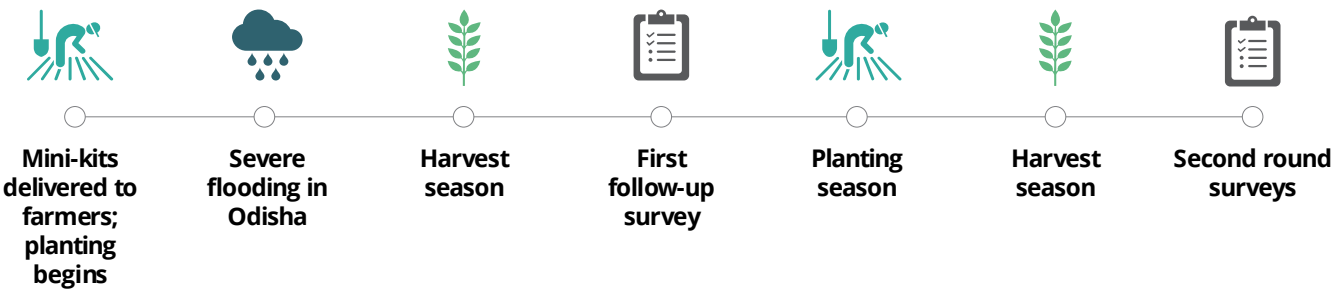 Mini-kits
delivered to
farmers;
planting
begins
Severe
flooding in
Odisha
Harvest
season
First
follow-up
survey
Planting
season
Harvest
season
Second round
surveys